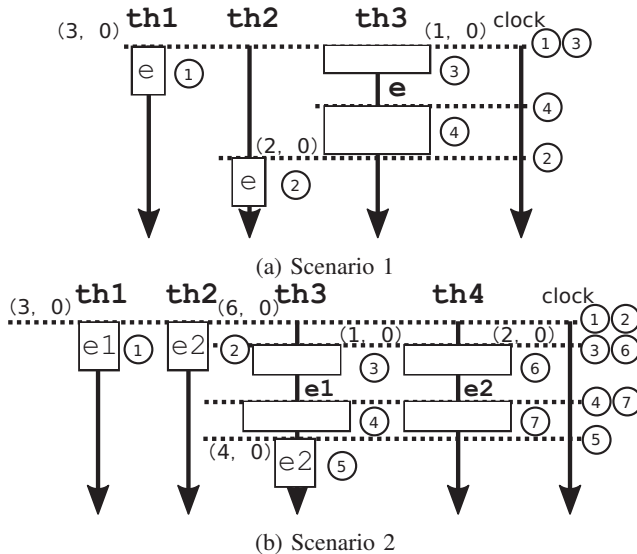 th1 th2 th3
(3, 0) (1, 0) clock ① ③
e ① ③
e
④
④
(2, 0) ②
e ②
(a) Scenario 1
th1 th2 th3 th4
(3, 0) (6, 0) clock ① ②
e1 ① e2 ② (1, 0) (2, 0) ③ ⑥
③ ⑥
e1 e2
④ ⑦
④ ⑦
(4, 0) ⑤
e2 ⑤
(b) Scenario 2